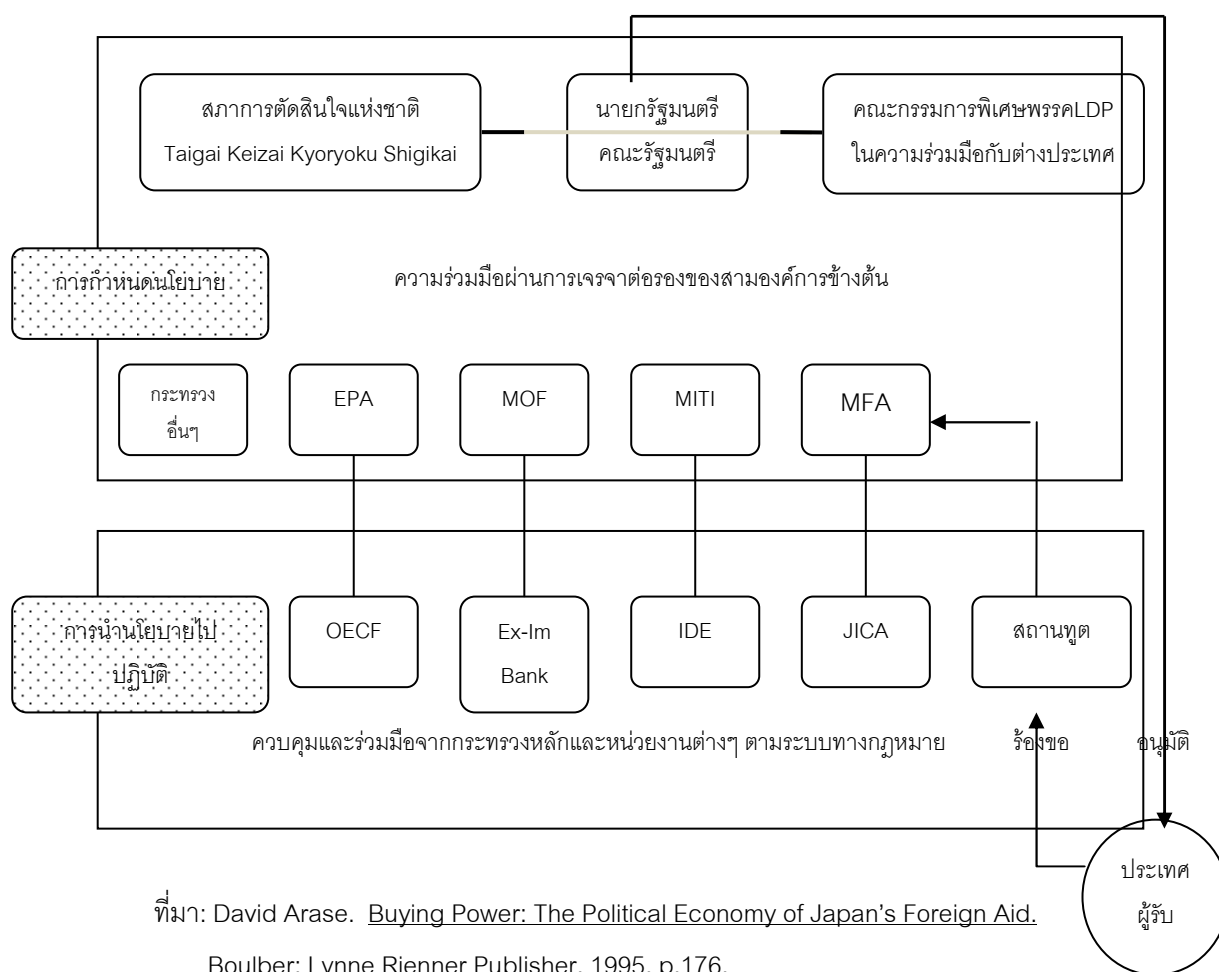 สภาการตัดสินใจแห่งชาติ
Taigai Keizai Kyoryoku Shigikai
นายกรัฐมนตรี
คณะรัฐมนตรี
คณะกรรมการพิเศษพรรคLDP
ในความร่วมมือกับต่างประเทศ
การกำหนดนโยบาย
ความร่วมมือผ่านการเจรจาต่อรองของสามองค์การข้างต้น
กระทรวง
อื่นๆ
EPA
MOF
MITI
MFA
การนำนโยบายไป
ปฏิบัติ
OECF
Ex-Im
Bank
IDE
JICA
สถานทูต
ควบคุมและร่วมมือจากกระทรวงหลักและหน่วยงานต่างๆ ตามระบบทางกฎหมาย
ร้องขอ
อนุมัติ
ประเทศ
ผู้รับ
ที่มา: David Arase. Buying Power: The Political Economy of Japan's Foreign Aid.
Boulber: Lynne Rienner Publisher, 1995, p.176.